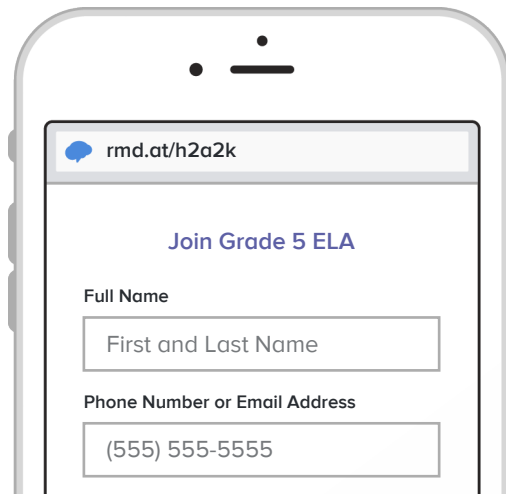 rmd.at/h2a2k
Join Grade 5 ELA
Full Name
First and Last Name
Phone Number or Email Address
(555) 555-5555